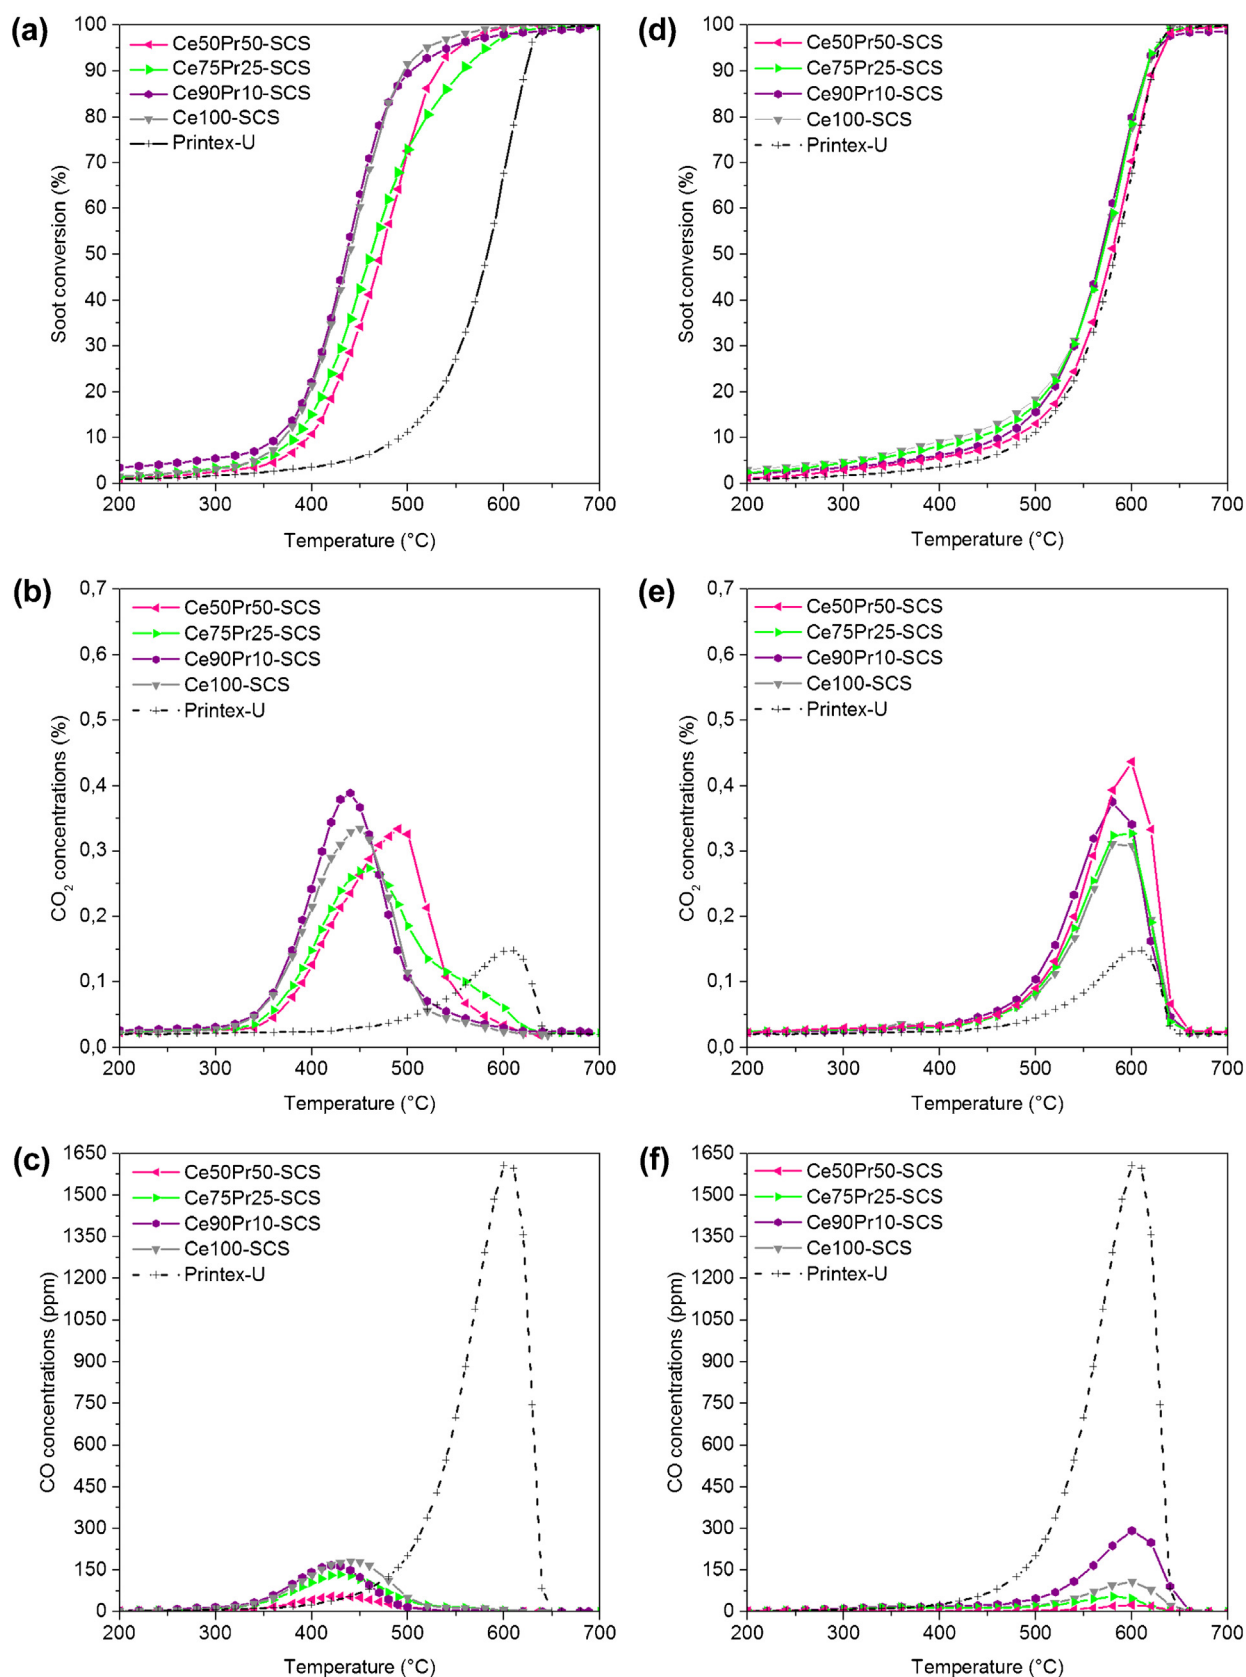 (a)
100
90
80
70
60
50
40
30
20
10
0
Soot conversion (%)
Ce50Pr50-SCS
Ce75Pr25-SCS
Ce90Pr10-SCS
Ce100-SCS
Printex-U
200 300 400 500 600 700
Temperature (°C)
(d)
100
90
80
70
60
50
40
30
20
10
0
Soot conversion (%)
Ce50Pr50-SCS
Ce75Pr25-SCS
Ce90Pr10-SCS
Ce100-SCS
Printex-U
200 300 400 500 600 700
Temperature (°C)
(b)
0,7
0,6
0,5
0,4
0,3
0,2
0,1
0,0
CO2 concentrations (%)
Ce50Pr50-SCS
Ce75Pr25-SCS
Ce90Pr10-SCS
Ce100-SCS
Printex-U
200 300 400 500 600 700
Temperature (°C)
(e)
0,7
0,6
0,5
0,4
0,3
0,2
0,1
0,0
CO2 concentrations (%)
Ce50Pr50-SCS
Ce75Pr25-SCS
Ce90Pr10-SCS
Ce100-SCS
Printex-U
200 300 400 500 600 700
Temperature (°C)
(c)
1650
1500
1350
1200
1050
900
750
600
450
300
150
0
CO concentrations (ppm)
Ce50Pr50-SCS
Ce75Pr25-SCS
Ce90Pr10-SCS
Ce100-SCS
Printex-U
200 300 400 500 600 700
Temperature (°C)
(f)
1650
1500
1350
1200
1050
900
750
600
450
300
150
0
CO concentrations (ppm)
Ce50Pr50-SCS
Ce75Pr25-SCS
Ce90Pr10-SCS
Ce100-SCS
Printex-U
200 300 400 500 600 700
Temperature (°C)